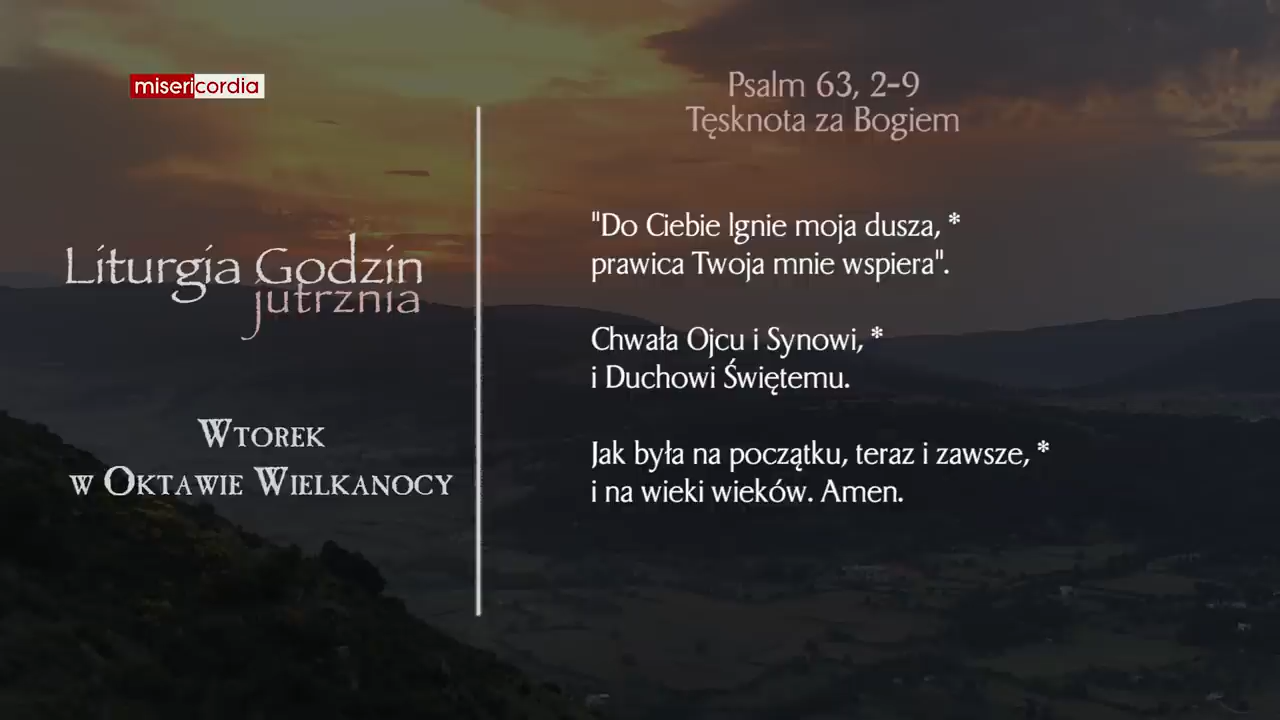 misericordia
Liturgia Godzin
jutrznia
Wtorek
w Oktawie Wielkanocy
Psalm 63, 2-9
Tęsknota za Bogiem
"Do Ciebie lgnie moja dusza, *
prawica Twoja mnie wspiera".
Chwała Ojcu i Synowi, *
i Duchowi Świętemu.
Jak była na początku, teraz i zawsze, *
i na wieki wieków. Amen.